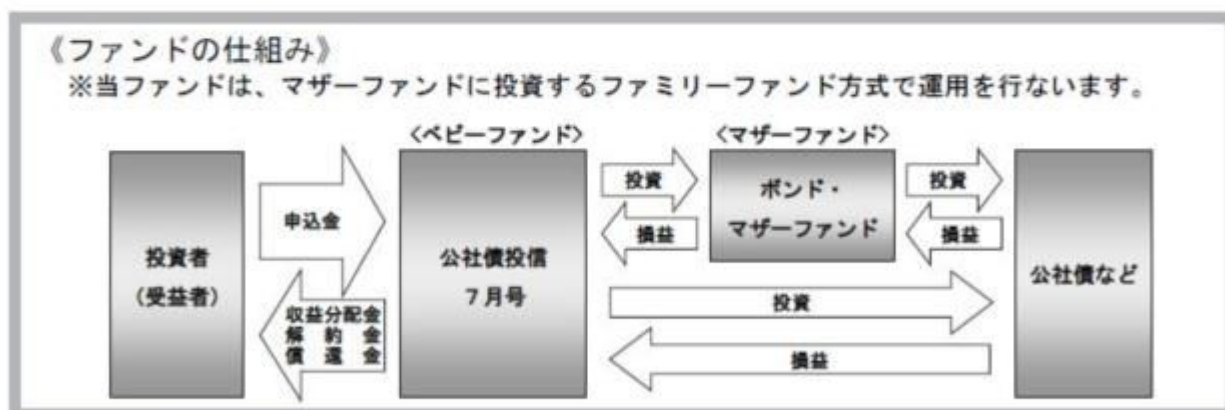 《ファンドの仕組み》
※当ファンドは、マザーファンドに投資するファミリーファンド方式で運用を行ないます。
〈ベビーファンド〉
〈マザーファンド〉
投資者
(受益者)
申込金
収益分配金
解約金
償還金
公社債投信
7月号
投資
損益
ボンド・
マザーファンド
投資
損益
投資
損益
公社債など